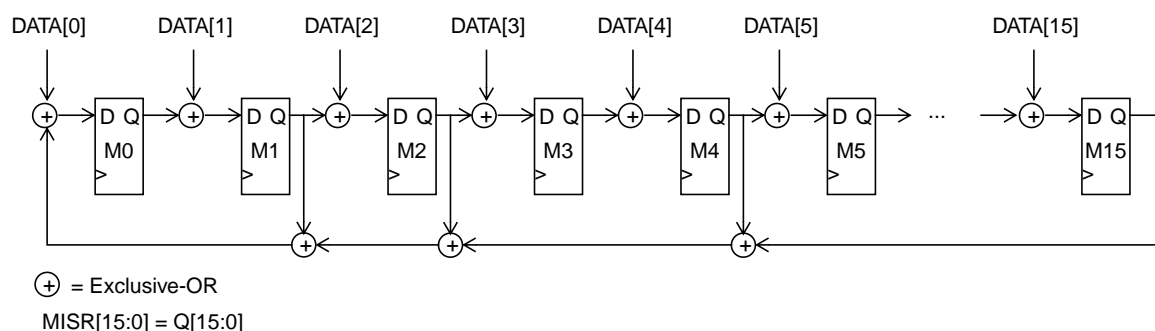 DATA[0] DATA[1] DATA[2] DATA[3] DATA[4] DATA[5] DATA[15]
+ + + + + + +
D Q D Q D Q D Q D Q D Q ... D Q
M0 M1 M2 M3 M4 M5 M15
+ + +
+ = Exclusive-OR
MISR[15:0] = Q[15:0]